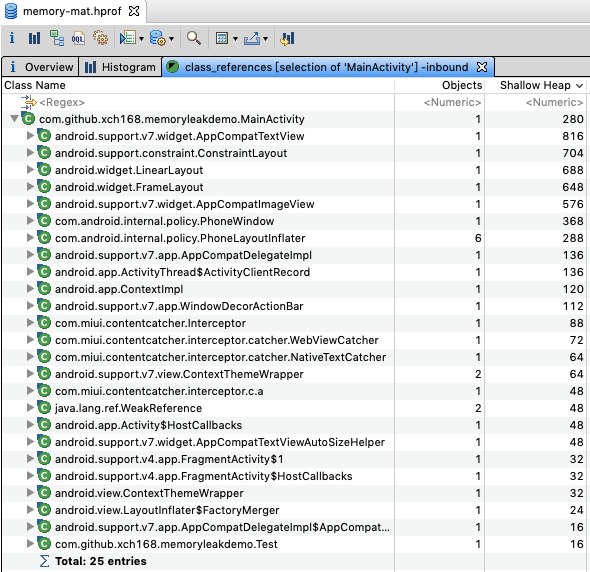 memory-mat.hprof
i Overview Histogram class_references [selection of 'MainActivity'] -inbound
Class Name Objects Shallow Heap
<Regex> <Numeric> <Numeric>
com.github.xch168.memoryleakdemo.MainActivity 1 280
android.support.v7.widget.AppCompatTextView 1 816
android.support.constraint.ConstraintLayout 1 704
android.widget.LinearLayout 1 688
android.widget.FrameLayout 1 648
android.support.v7.widget.AppCompatImageView 1 576
com.android.internal.policy.PhoneWindow 1 368
com.android.internal.policy.PhoneLayoutInflater 6 288
android.support.v7.app.AppCompatDelegateImpl 1 136
android.app.ActivityThread$ActivityClientRecord 1 136
android.app.ContextImpl 1 120
android.support.v7.app.WindowDecorActionBar 1 112
com.miui.contentcatcher.Interceptor 1 88
com.miui.contentcatcher.interceptor.catcher.WebViewCatcher 1 72
com.miui.contentcatcher.interceptor.catcher.NativeTextCatcher 1 64
android.support.v7.view.ContextThemeWrapper 2 64
com.miui.contentcatcher.interceptor.c.a 1 48
java.lang.ref.WeakReference 2 48
android.app.Activity$HostCallbacks 1 48
android.support.v7.widget.AppCompatTextViewAutoSizeHelper 1 48
android.support.v4.app.FragmentActivity$1 1 32
android.support.v4.app.FragmentActivity$HostCallbacks 1 32
android.view.ContextThemeWrapper 1 32
android.view.LayoutInflater$FactoryMerger 1 24
android.support.v7.app.AppCompatDelegateImpl$AppCompat... 1 16
com.github.xch168.memoryleakdemo.Test 1 16
Σ Total: 25 entries